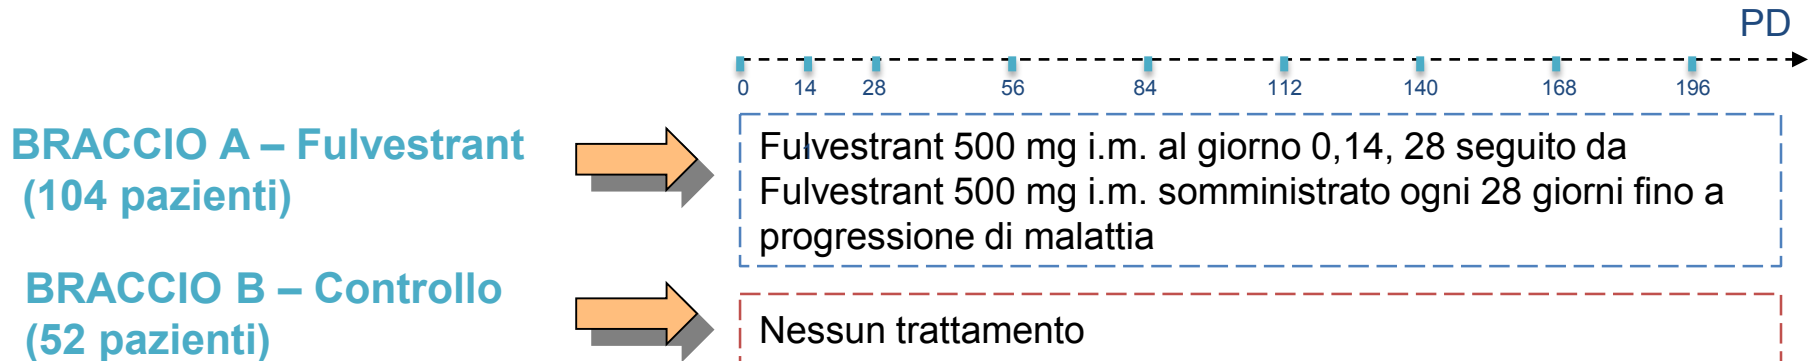 PD
0 14 28 56 84 112 140 168 196
BRACCIO A – Fulvestrant
(104 pazienti)
Fulvestrant 500 mg i.m. al giorno 0,14, 28 seguito da
Fulvestrant 500 mg i.m. somministrato ogni 28 giorni fino a
progressione di malattia
BRACCIO B – Controllo
(52 pazienti)
Nessun trattamento